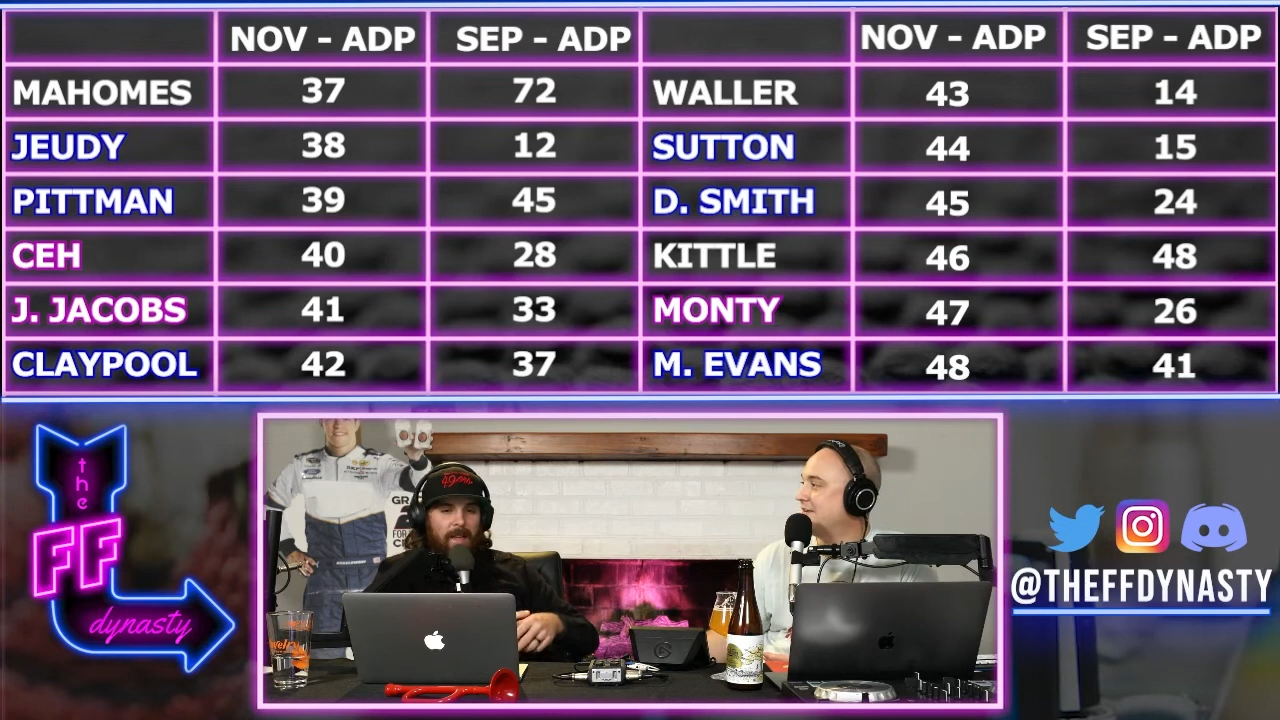 NOV - ADP SEP - ADP NOV - ADP SEP - ADP
MAHOMES 37 72 WALLER 43 14
JEUDY 38 12 SUTTON 44 15
PITTMAN 39 45 D. SMITH 45 24
CEH 40 28 KITTLE 46 48
J. JACOBS 41 33 MONTY 47 26
CLAYPOOL 42 37 M. EVANS 48 41
the
FF
dynasty
49ers
@THEFFDYNASTY